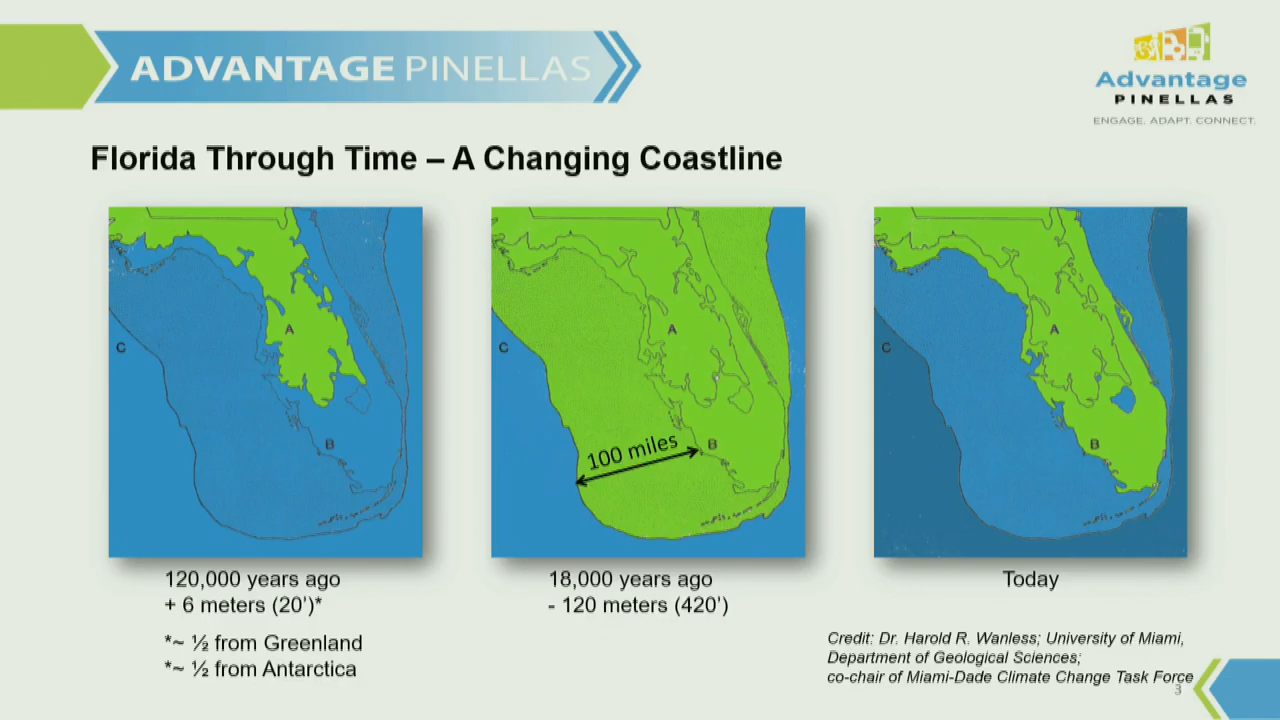 ADVANTAGE PINELLAS
Advantage
PINELLAS
ENGAGE. ADAPT. CONNECT.
Florida Through Time – A Changing Coastline
A
B
C
A
B
C
100 miles
A
B
C
120,000 years ago
+ 6 meters (20’)*
*~ ½ from Greenland
*~ ½ from Antarctica
18,000 years ago
- 120 meters (420’)
Today
Credit: Dr. Harold R. Wanless; University of Miami,
Department of Geological Sciences;
co-chair of Miami-Dade Climate Change Task Force
3